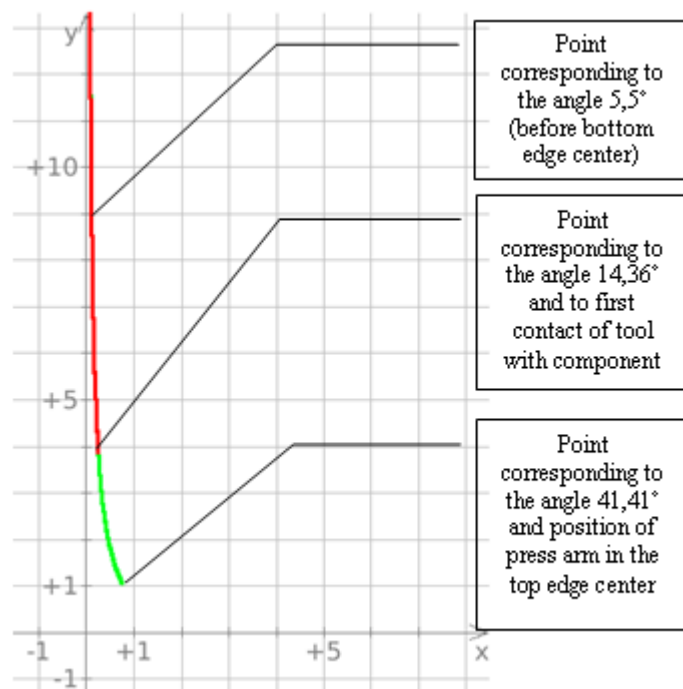 y
Point
corresponding to
the angle 5,5°
(before bottom
edge center)
+10
Point
corresponding to
the angle 14,36°
and to first
contact of tool
with component
+5
Point
corresponding to
the angle 41,41°
and position of
press arm in the
top edge center
+1
-1 +1 +5 x
-1